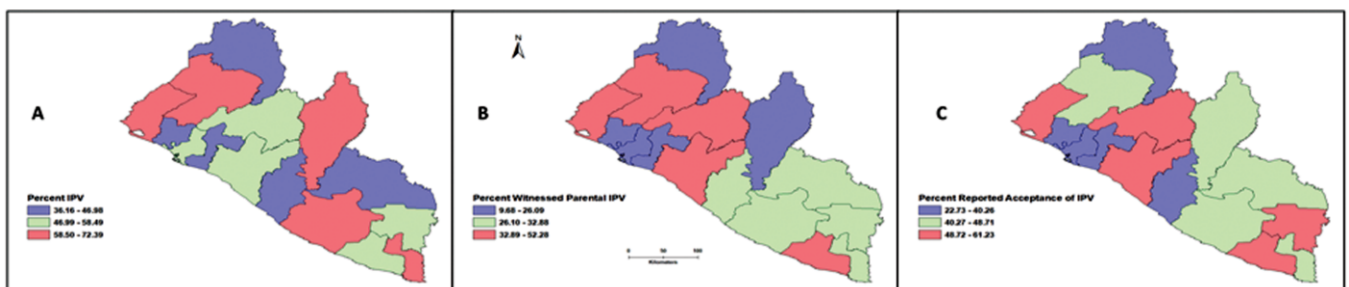 A
Percent IPV
36.16 - 46.98
46.99 - 58.49
58.50 - 72.39
N
B
Percent Witnessed Parental IPV
9.68 - 26.09
26.10 - 32.88
32.89 - 52.28
0 50 100
Kilometers
C
Percent Reported Acceptance of IPV
22.73 - 40.26
40.27 - 48.71
48.72 - 61.23